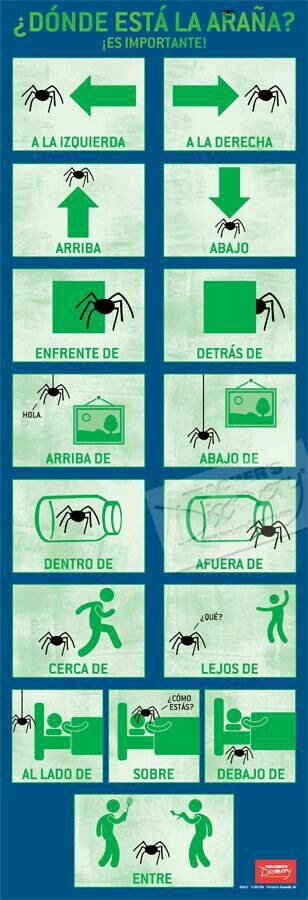 ¿DÓNDE ESTÁ LA ARAÑA?
¡ES IMPORTANTE!
A LA IZQUIERDA
A LA DERECHA
ARRIBA
ABAJO
ENFRENTE DE
DETRÁS DE
HOLA.
ARRIBA DE
ABAJO DE
TEACHER'S
Discovery
DENTRO DE
AFUERA DE
¿QUÉ?
CERCA DE
LEJOS DE
¿CÓMO
ESTÁS?
AL LADO DE
SOBRE
DEBAJO DE
ENTRE
TEACHER'S
Discovery